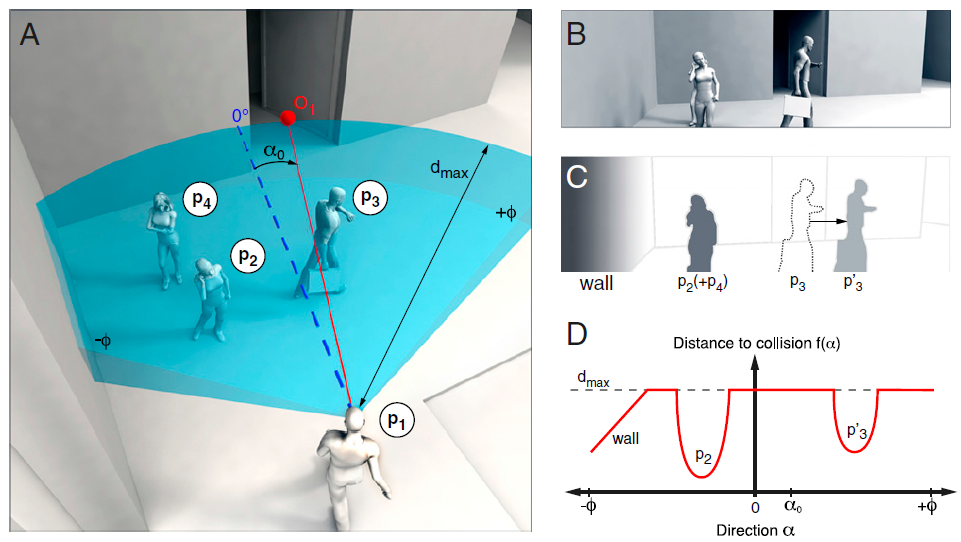 A
O₁
0°
α₀
dmax
p₄
p₃
+ϕ
p₂
-ϕ
p₁
B
C
wall
p₂(+p₄)
p₃
p'₃
D
Distance to collision f(α)
dmax
wall
p₂
p'₃
-ϕ
0
α₀
+ϕ
Direction α